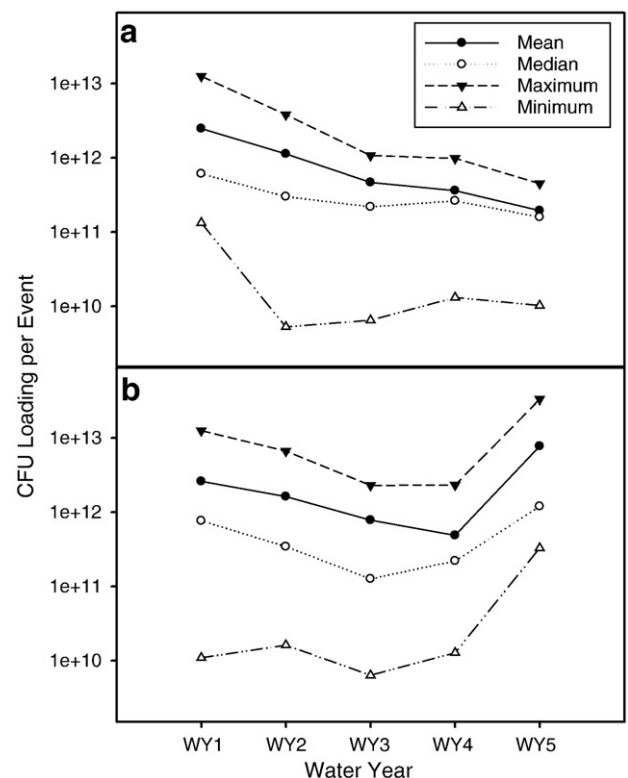 a
Mean
Median
Maximum
Minimum
1e+13
1e+12
1e+11
1e+10
CFU Loading per Event
b
1e+13
1e+12
1e+11
1e+10
WY1 WY2 WY3 WY4 WY5
Water Year